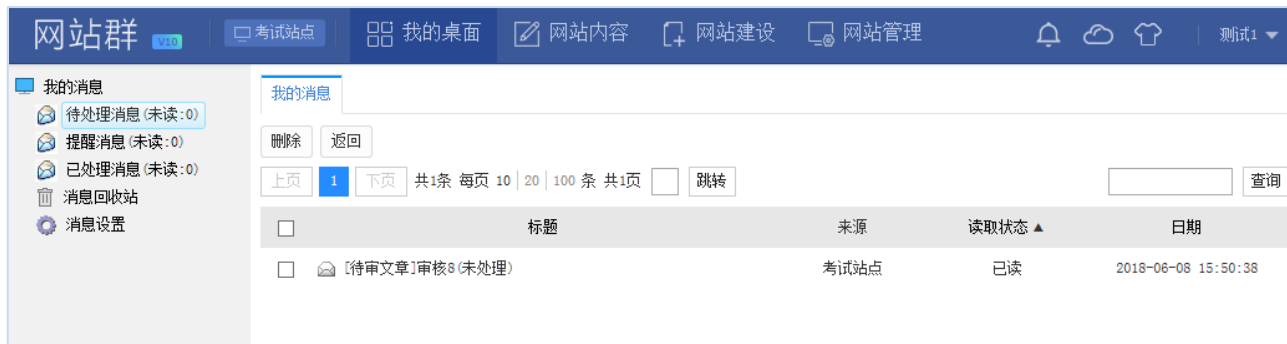 网站群 V10 考试站点 我的桌面 网站内容 网站建设 网站管理 测试1
我的消息
待处理消息(未读:0)
提醒消息(未读:0)
已处理消息(未读:0)
消息回收站
消息设置
我的消息
删除 返回
上页 1 下页 共1条 每页 10 | 20 | 100 条 共1页 跳转 查询
标题 来源 读取状态▲ 日期
[待审文章]审核8(未处理) 考试站点 已读 2018-06-08 15:50:38